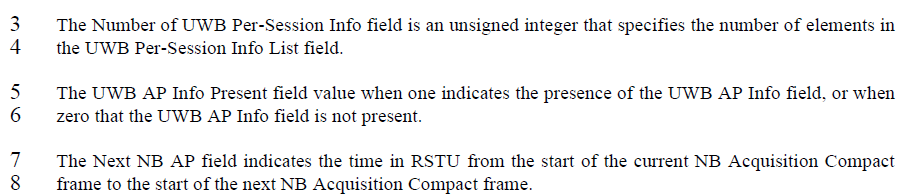 3 The Number of UWB Per-Session Info field is an unsigned integer that specifies the number of elements in
4 the UWB Per-Session Info List field.
5 The UWB AP Info Present field value when one indicates the presence of the UWB AP Info field, or when
6 zero that the UWB AP Info field is not present.
7 The Next NB AP field indicates the time in RSTU from the start of the current NB Acquisition Compact
8 frame to the start of the next NB Acquisition Compact frame.